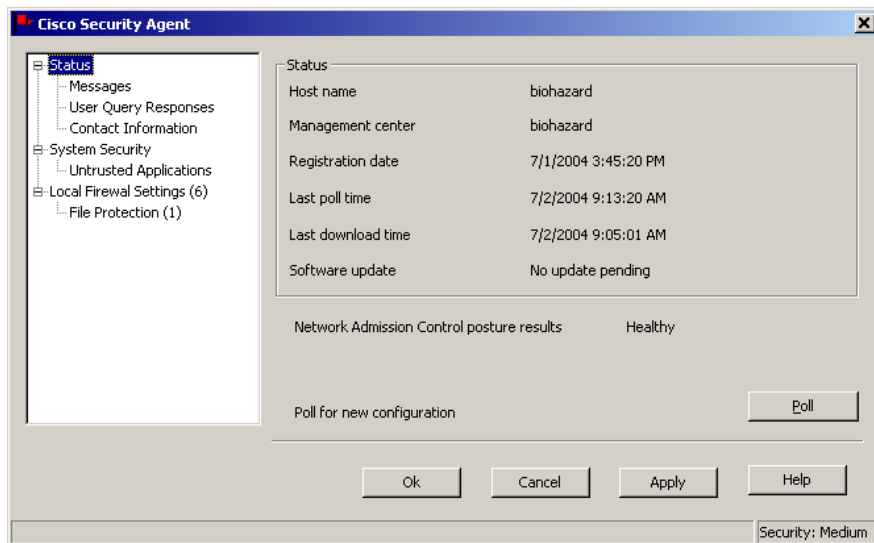 Cisco Security Agent
Status
Messages
User Query Responses
Contact Information
System Security
Untrusted Applications
Local Firewal Settings (6)
File Protection (1)
Status
Host name biohazard
Management center biohazard
Registration date 7/1/2004 3:45:20 PM
Last poll time 7/2/2004 9:13:20 AM
Last download time 7/2/2004 9:05:01 AM
Software update No update pending
Network Admission Control posture results Healthy
Poll for new configuration Poll
Ok Cancel Apply Help
Security: Medium